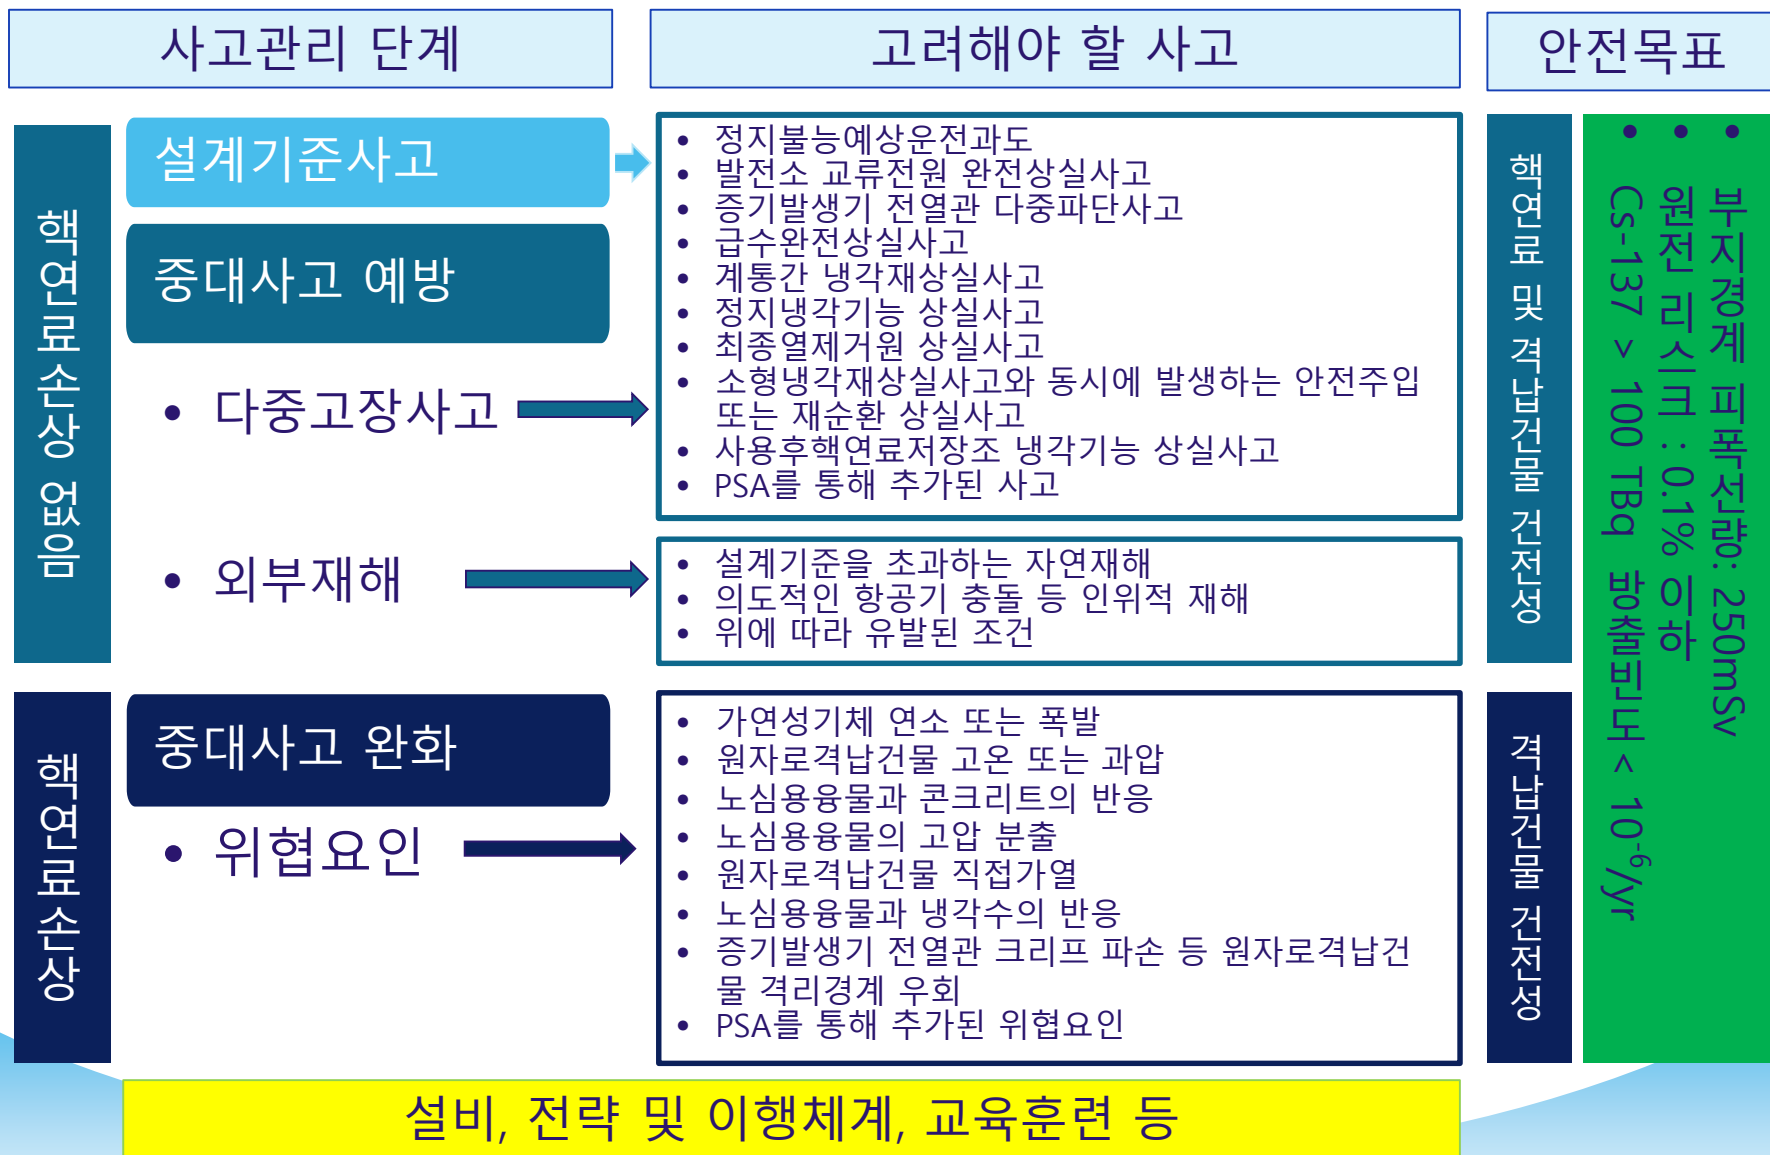 사고관리 단계
고려해야 할 사고
안전목표
핵연료손상 없음
설계기준사고
중대사고 예방
• 다중고장사고
• 정지불능예상운전과도
• 발전소 교류전원 완전상실사고
• 증기발생기 전열관 다중파단사고
• 급수완전상실사고
• 계통간 냉각재상실사고
• 정지냉각기능 상실사고
• 최종열제거원 상실사고
• 소형냉각재상실사고와 동시에 발생하는 안전주입
또는 재순환 상실사고
• 사용후핵연료저장조 냉각기능 상실사고
• PSA를 통해 추가된 사고
• 외부재해
• 설계기준을 초과하는 자연재해
• 의도적인 항공기 충돌 등 인위적 재해
• 위에 따라 유발된 조건
핵연료 및 격납건물 건전성
핵연료손상
중대사고 완화
• 위협요인
• 가연성기체 연소 또는 폭발
• 원자로격납건물 고온 또는 과압
• 노심용융물과 콘크리트의 반응
• 노심용융물의 고압 분출
• 원자로격납건물 직접가열
• 노심용융물과 냉각수의 반응
• 증기발생기 전열관 크리프 파손 등 원자로격납건
물 격리경계 우회
• PSA를 통해 추가된 위협요인
격납건물 건전성
• 부지경계 피폭선량: 250mSv
• 원전 리스크 : 0.1% 이하
• Cs-137 > 100 TBq 방출빈도 < 10⁻⁶/yr
설비, 전략 및 이행체계, 교육훈련 등